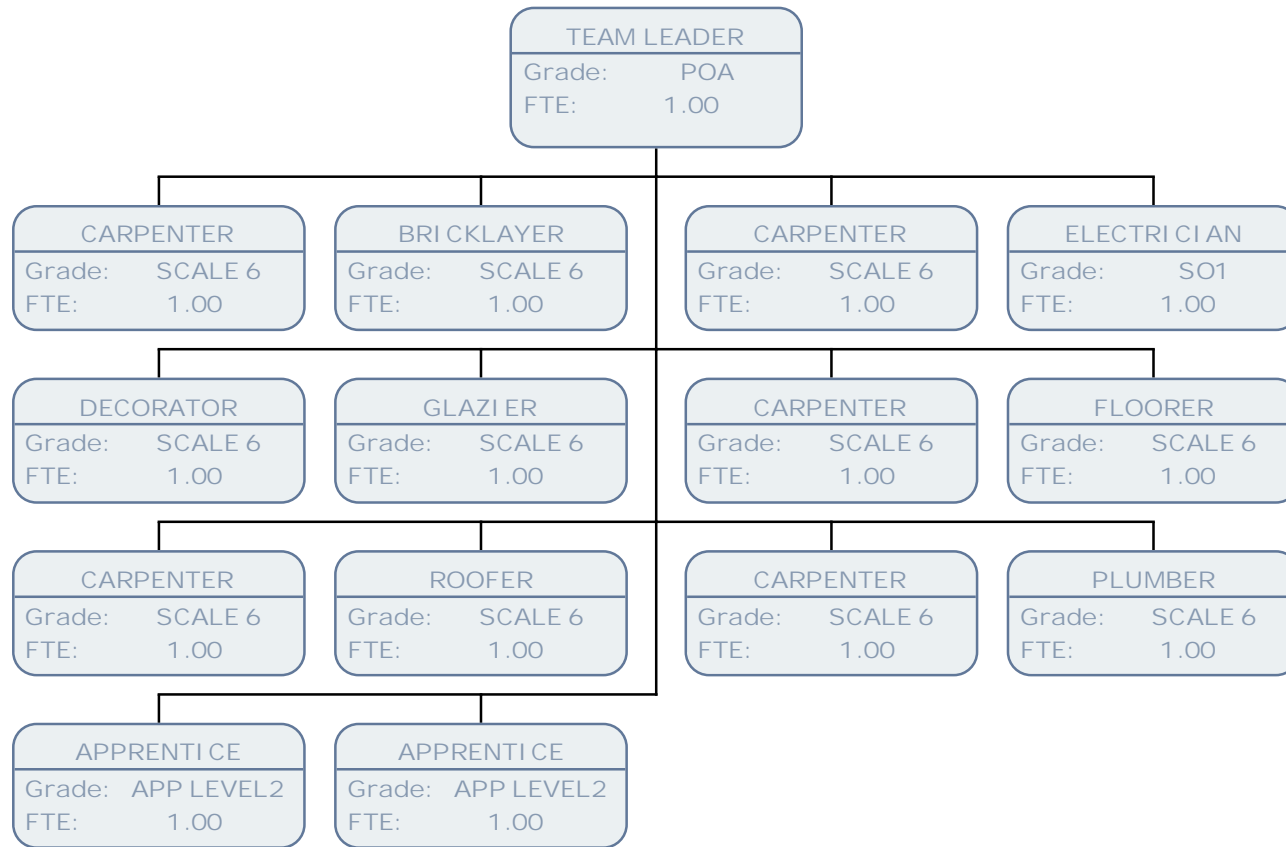 TEAM LEADER
Grade: POA
FTE: 1.00
CARPENTER
Grade: SCALE 6
FTE: 1.00
BRICKLAYER
Grade: SCALE 6
FTE: 1.00
CARPENTER
Grade: SCALE 6
FTE: 1.00
ELECTRICIAN
Grade: SO1
FTE: 1.00
DECORATOR
Grade: SCALE 6
FTE: 1.00
GLAZIER
Grade: SCALE 6
FTE: 1.00
CARPENTER
Grade: SCALE 6
FTE: 1.00
FLOORER
Grade: SCALE 6
FTE: 1.00
CARPENTER
Grade: SCALE 6
FTE: 1.00
ROOFER
Grade: SCALE 6
FTE: 1.00
CARPENTER
Grade: SCALE 6
FTE: 1.00
PLUMBER
Grade: SCALE 6
FTE: 1.00
APPRENTICE
Grade: APP LEVEL2
FTE: 1.00
APPRENTICE
Grade: APP LEVEL2
FTE: 1.00